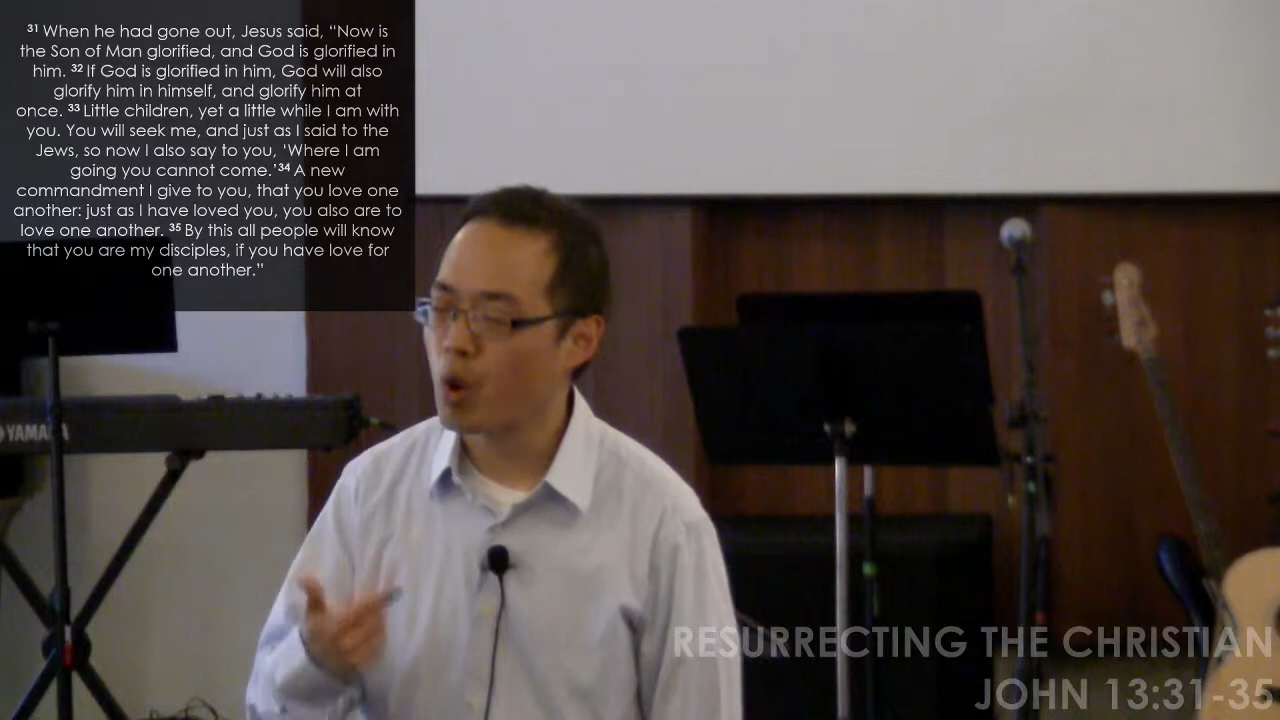 ³¹ When he had gone out, Jesus said, “Now is
the Son of Man glorified, and God is glorified in
him. ³² If God is glorified in him, God will also
glorify him in himself, and glorify him at
once. ³³ Little children, yet a little while I am with
you. You will seek me, and just as I said to the
Jews, so now I also say to you, ‘Where I am
going you cannot come.’³⁴ A new
commandment I give to you, that you love one
another: just as I have loved you, you also are to
love one another. ³⁵ By this all people will know
that you are my disciples, if you have love for
one another.”
YAMAHA
RESURRECTING THE CHRISTIAN
JOHN 13:31-35